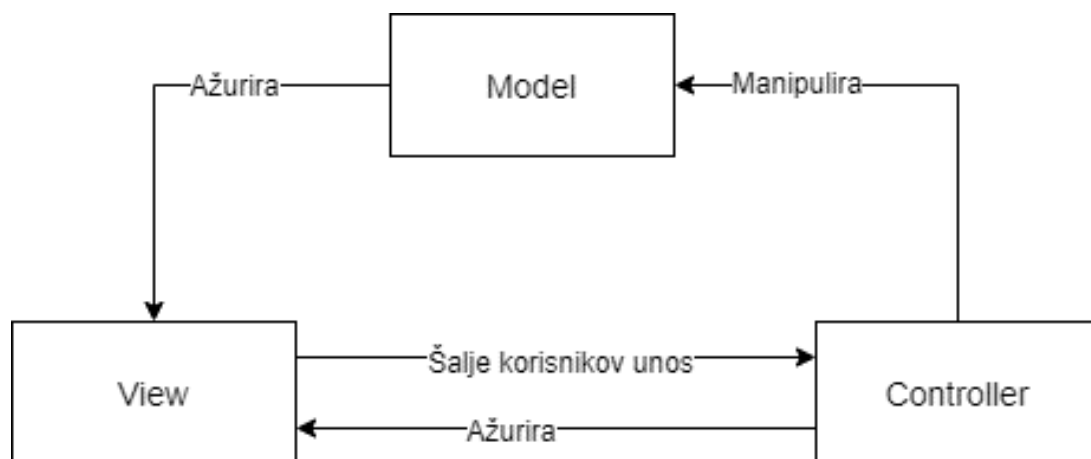 Ažurira
Model
Manipulira
View
Šalje korisnikov unos
Controller
Ažurira